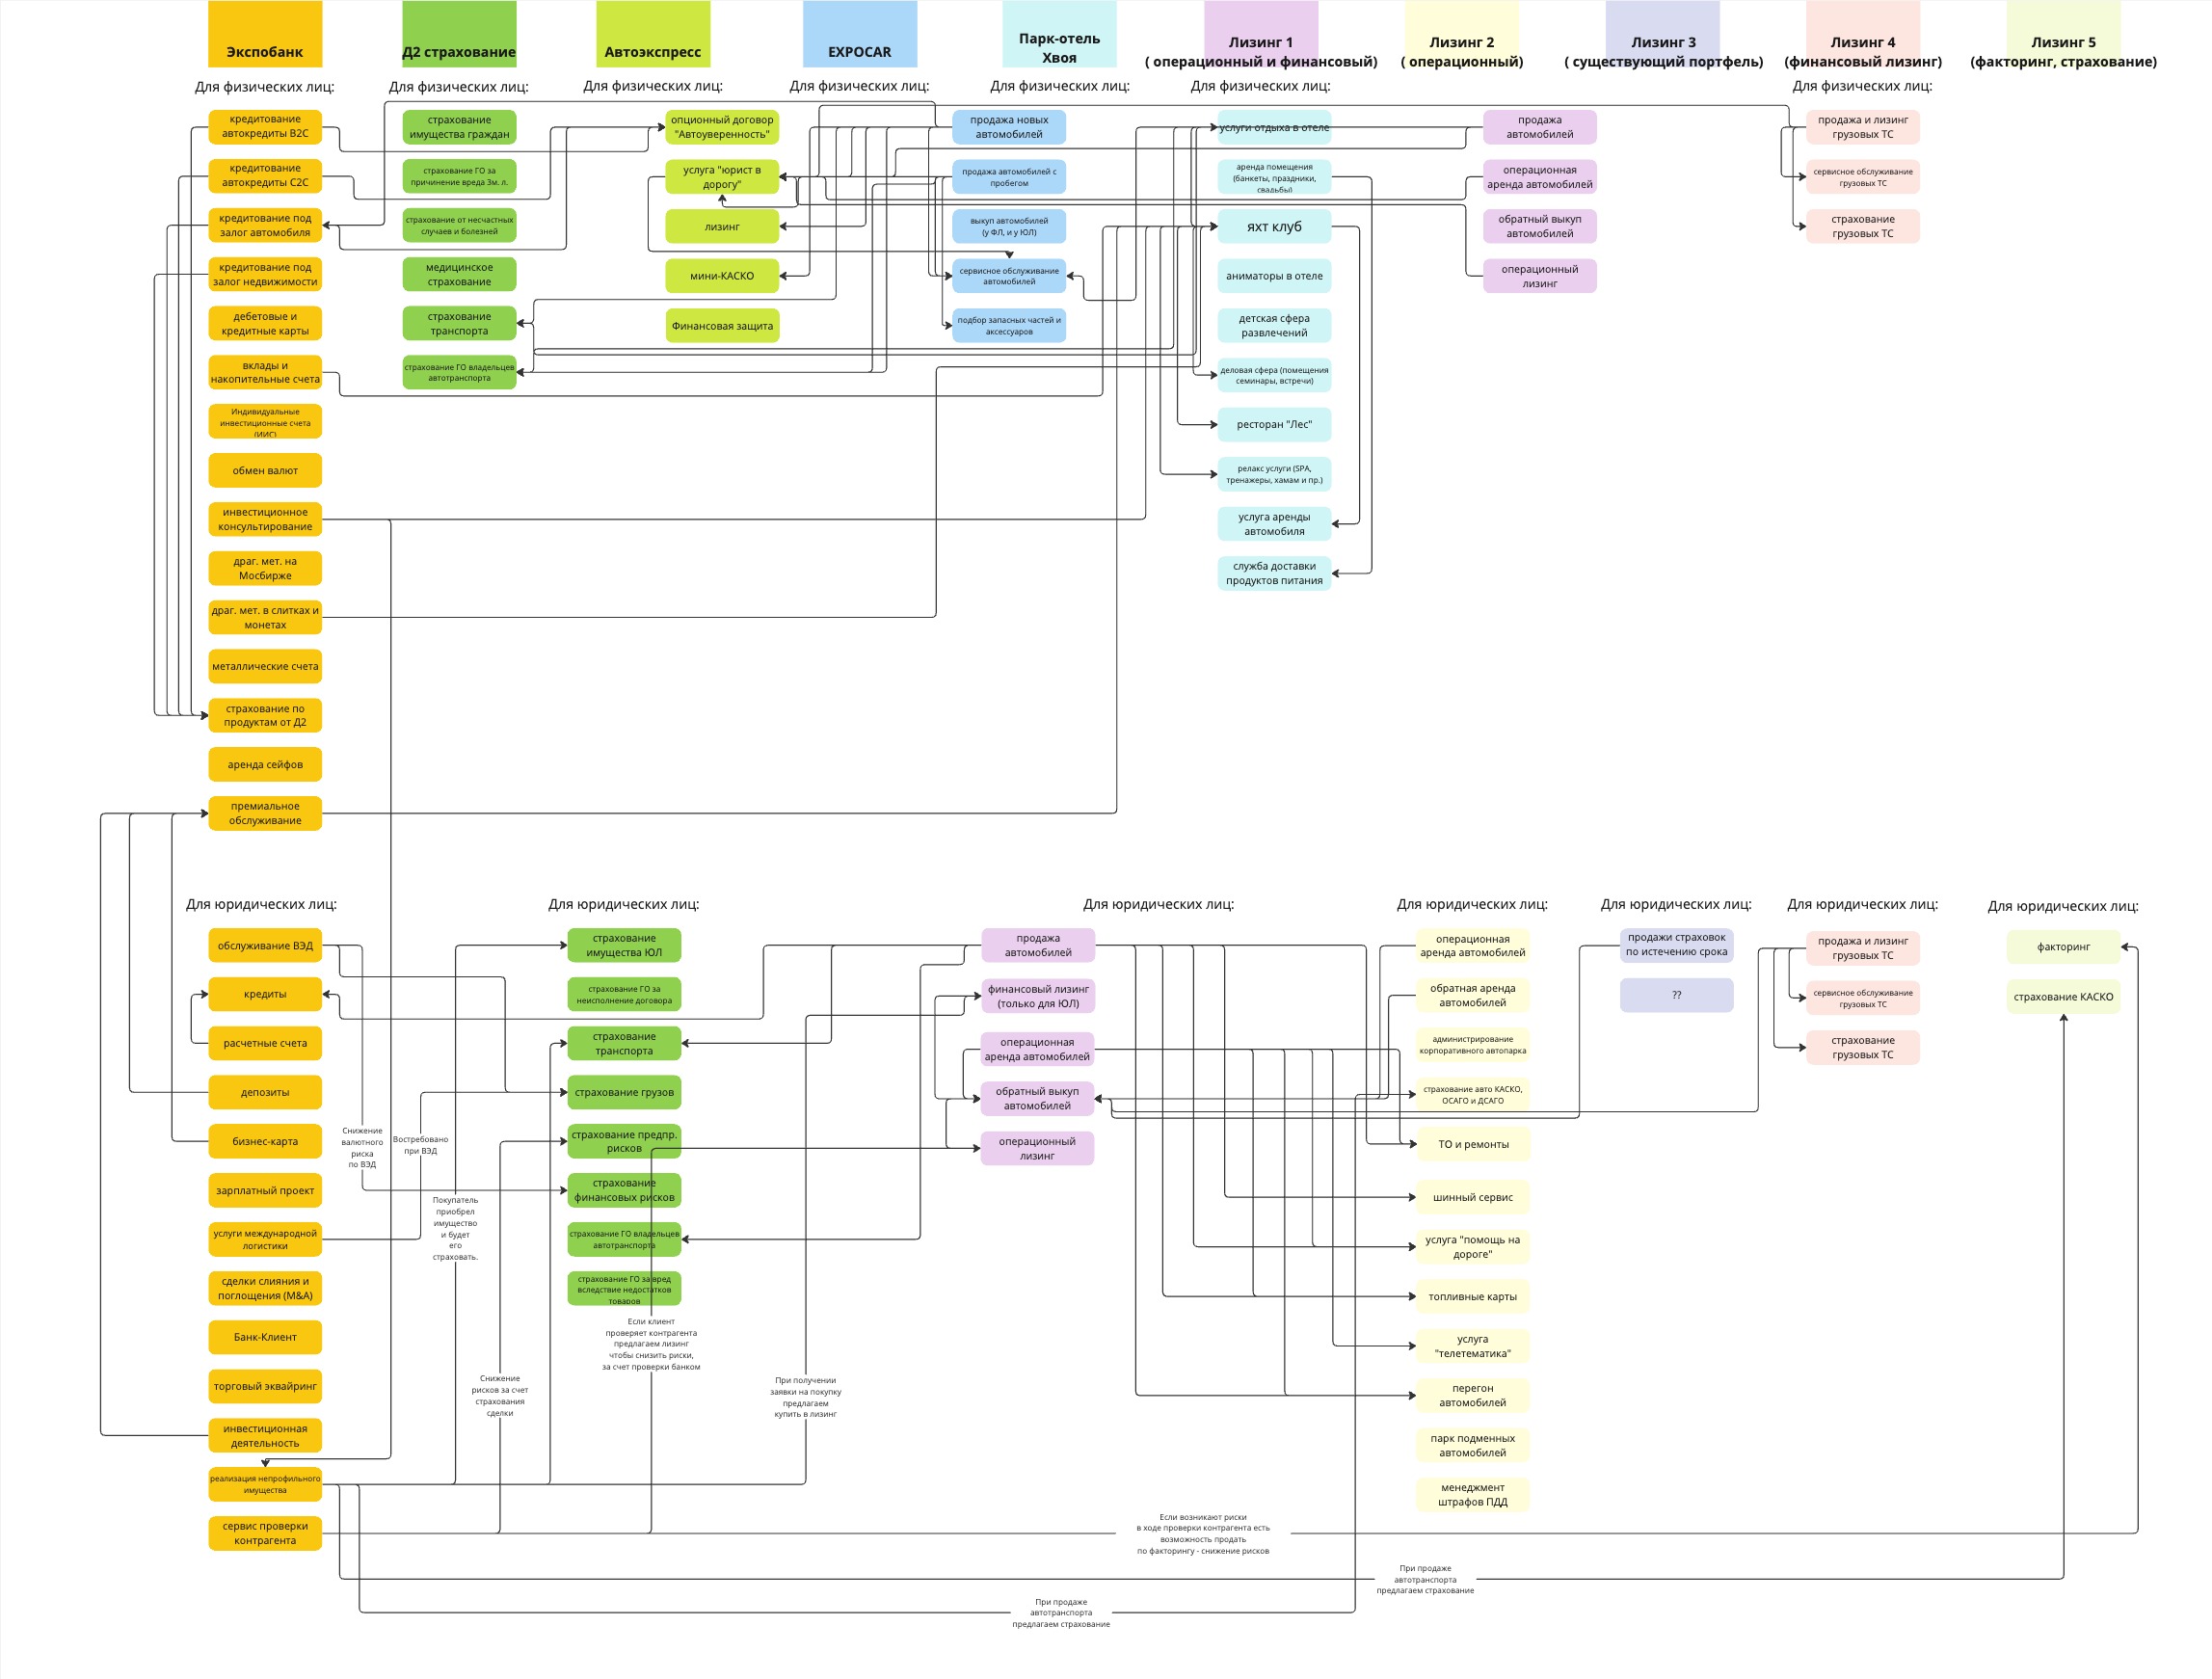 Экспобанк
Д2 страхование
Автоэкспресс
EXPOCAR
Парк-отель
Хвоя
Лизинг 1
( операционный и финансовый)
Лизинг 2
( операционный)
Лизинг 3
( существующий портфель)
Лизинг 4
(финансовый лизинг)
Лизинг 5
(факторинг, страхование)
Для физических лиц:
Для физических лиц:
Для физических лиц:
Для физических лиц:
Для физических лиц:
Для физических лиц:
Для физических лиц:
кредитование
автокредиты B2C
кредитование
автокредиты C2C
кредитование под
залог автомобиля
кредитование под
залог недвижимости
дебетовые и
кредитные карты
вклады и
накопительные счета
Индивидуальные
инвестиционные счета
(ИИС)
обмен валют
инвестиционное
консультирование
драг. мет. на
Мосбирже
драг. мет. в слитках и
монетах
металлические счета
страхование по
продуктам от Д2
аренда сейфов
премиальное
обслуживание
страхование
имущества граждан
страхование ГО за
причинение вреда 3м. л.
страхование от несчастных
случаев и болезней
медицинское
страхование
страхование
транспорта
страхование ГО владельцев
автотранспорта
опционный договор
"Автоуверенность"
услуга "юрист в
дорогу"
лизинг
мини-КАСКО
Финансовая защита
продажа новых
автомобилей
продажа автомобилей с
пробегом
выкуп автомобилей
(у ФЛ, и у ЮЛ)
сервисное обслуживание
автомобилей
подбор запасных частей и
аксессуаров
услуги отдыха в отеле
аренда помещения
(банкеты, праздники,
свадьбы)
яхт клуб
аниматоры в отеле
детская сфера
развлечений
деловая сфера (помещения
семинары, встречи)
ресторан "Лес"
релакс услуги (SPA,
тренажеры, хамам и пр.)
услуга аренды
автомобиля
служба доставки
продуктов питания
продажа
автомобилей
операционная
аренда автомобилей
обратный выкуп
автомобилей
операционный
лизинг
продажа и лизинг
грузовых ТС
сервисное обслуживание
грузовых ТС
страхование
грузовых ТС
Для юридических лиц:
Для юридических лиц:
Для юридических лиц:
Для юридических лиц:
Для юридических лиц:
Для юридических лиц:
Для юридических лиц:
обслуживание ВЭД
кредиты
расчетные счета
депозиты
бизнес-карта
зарплатный проект
услуги международной
логистики
сделки слияния и
поглощения (M&A)
Банк-Клиент
торговый эквайринг
инвестиционная
деятельность
реализация непрофильного
имущества
сервис проверки
контрагента
Снижение
валютного
риска
по ВЭД
Востребовано
при ВЭД
Покупатель
приобрел
имущество
и будет
его
страховать.
Снижение
рисков за счет
страхования
сделки
страхование
имущества ЮЛ
страхование ГО за
неисполнение договора
страхование
транспорта
страхование грузов
страхование предпр.
рисков
страхование
финансовых рисков
страхование ГО владельцев
автотранспорта
страхование ГО за вред
вследствие недостатков
товаров
Если клиент
проверяет контрагента
предлагаем лизинг
чтобы снизить риски,
за счет проверки банком
При получении
заявки на покупку
предлагаем
купить в лизинг
продажа
автомобилей
финансовый лизинг
(только для ЮЛ)
операционная
аренда автомобилей
обратный выкуп
автомобилей
операционный
лизинг
операционная
аренда автомобилей
обратная аренда
автомобилей
администрирование
корпоративного автопарка
страхование авто КАСКО,
ОСАГО и ДСАГО
ТО и ремонты
шинный сервис
услуга "помощь на
дороге"
топливные карты
услуга
"телетематика"
перегон
автомобилей
парк подменных
автомобилей
менеджмент
штрафов ПДД
продажи страховок
по истечению срока
??
продажа и лизинг
грузовых ТС
сервисное обслуживание
грузовых ТС
страхование
грузовых ТС
факторинг
страхование КАСКО
Если возникают риски
в ходе проверки контрагента есть
возможность продать
по факторингу - снижение рисков
При продаже
автотранспорта
предлагаем страхование
При продаже
автотранспорта
предлагаем страхование